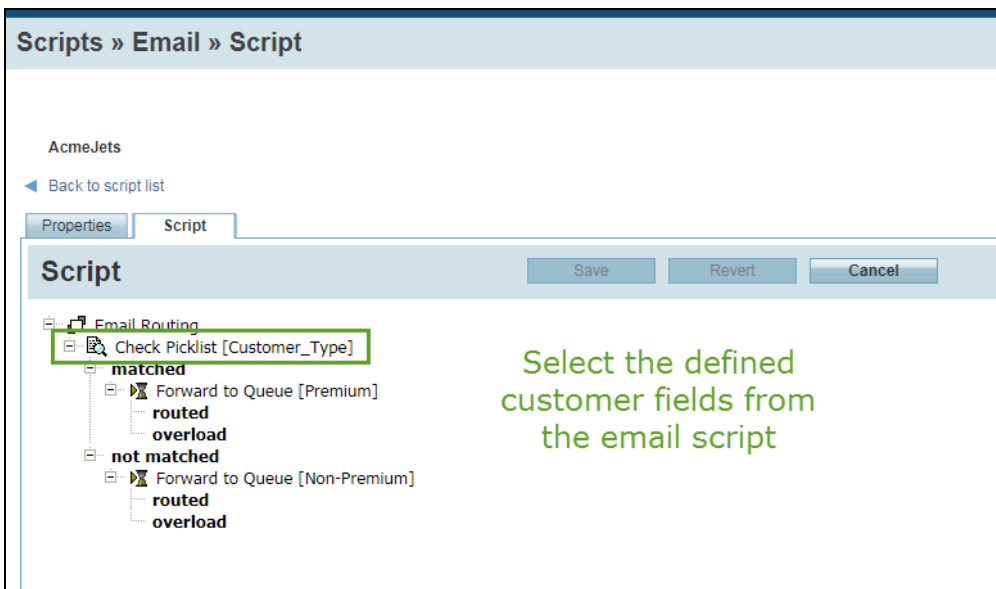 Scripts » Email » Script
AcmeJets
Back to script list
Properties
Script
Script
Save
Revert
Cancel
Email Routing
Check Picklist [Customer_Type]
matched
Forward to Queue [Premium]
routed
overload
not matched
Forward to Queue [Non-Premium]
routed
overload
Select the defined
customer fields from
the email script